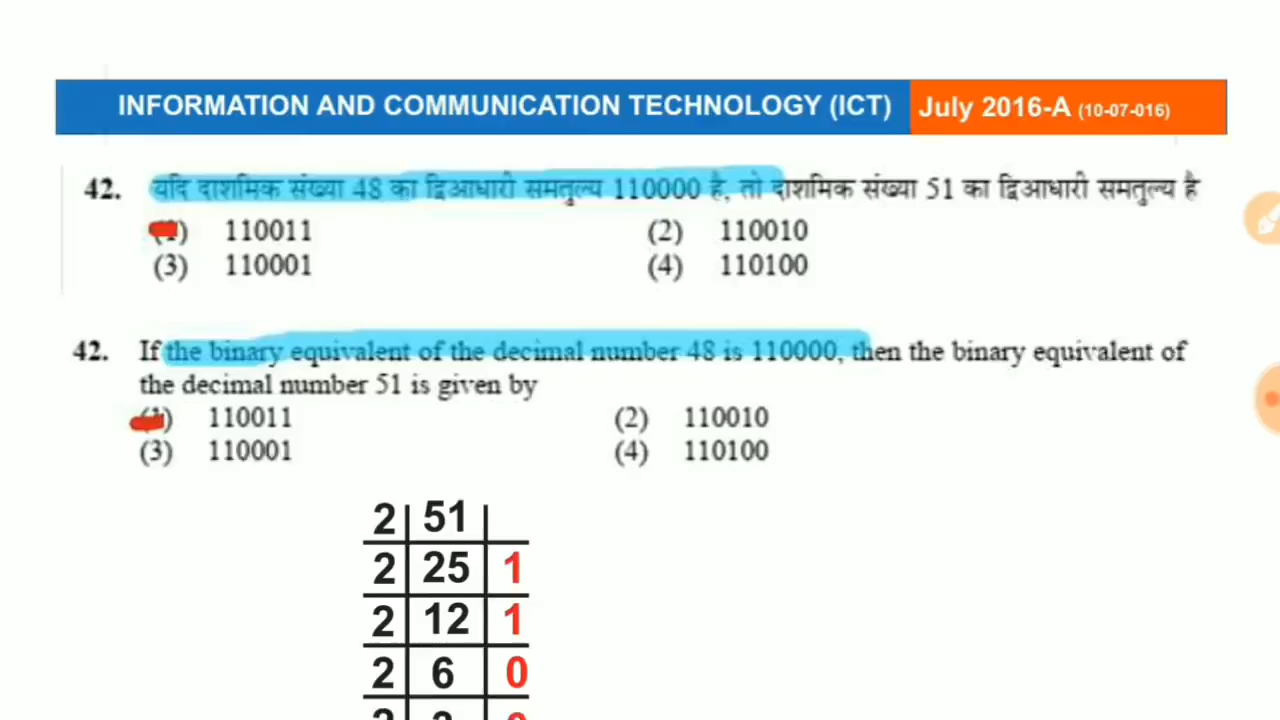 INFORMATION AND COMMUNICATION TECHNOLOGY (ICT) July 2016-A (10-07-016)
42. यदि दाशमिक संख्या 48 का द्विआधारी समतुल्य 110000 है, तो दाशमिक संख्या 51 का द्विआधारी समतुल्य है
(1) 110011 (2) 110010
(3) 110001 (4) 110100
42. If the binary equivalent of the decimal number 48 is 110000, then the binary equivalent of
the decimal number 51 is given by
(1) 110011 (2) 110010
(3) 110001 (4) 110100
2 51
2 25 1
2 12 1
2 6 0